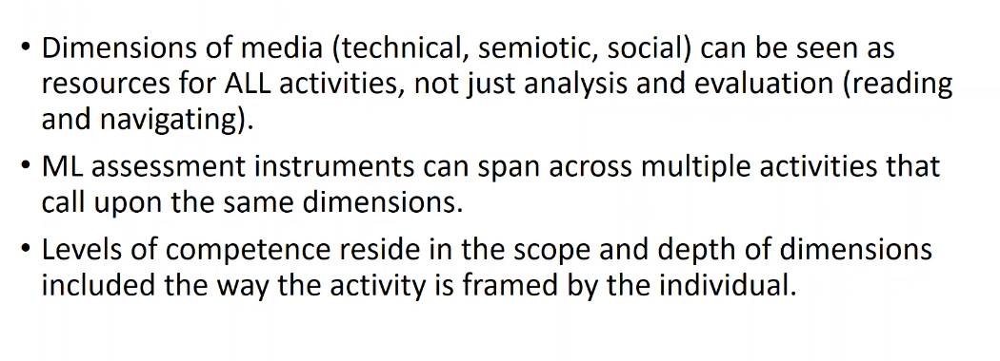 • Dimensions of media (technical, semiotic, social) can be seen as
resources for ALL activities, not just analysis and evaluation (reading
and navigating).
• ML assessment instruments can span across multiple activities that
call upon the same dimensions.
• Levels of competence reside in the scope and depth of dimensions
included the way the activity is framed by the individual.